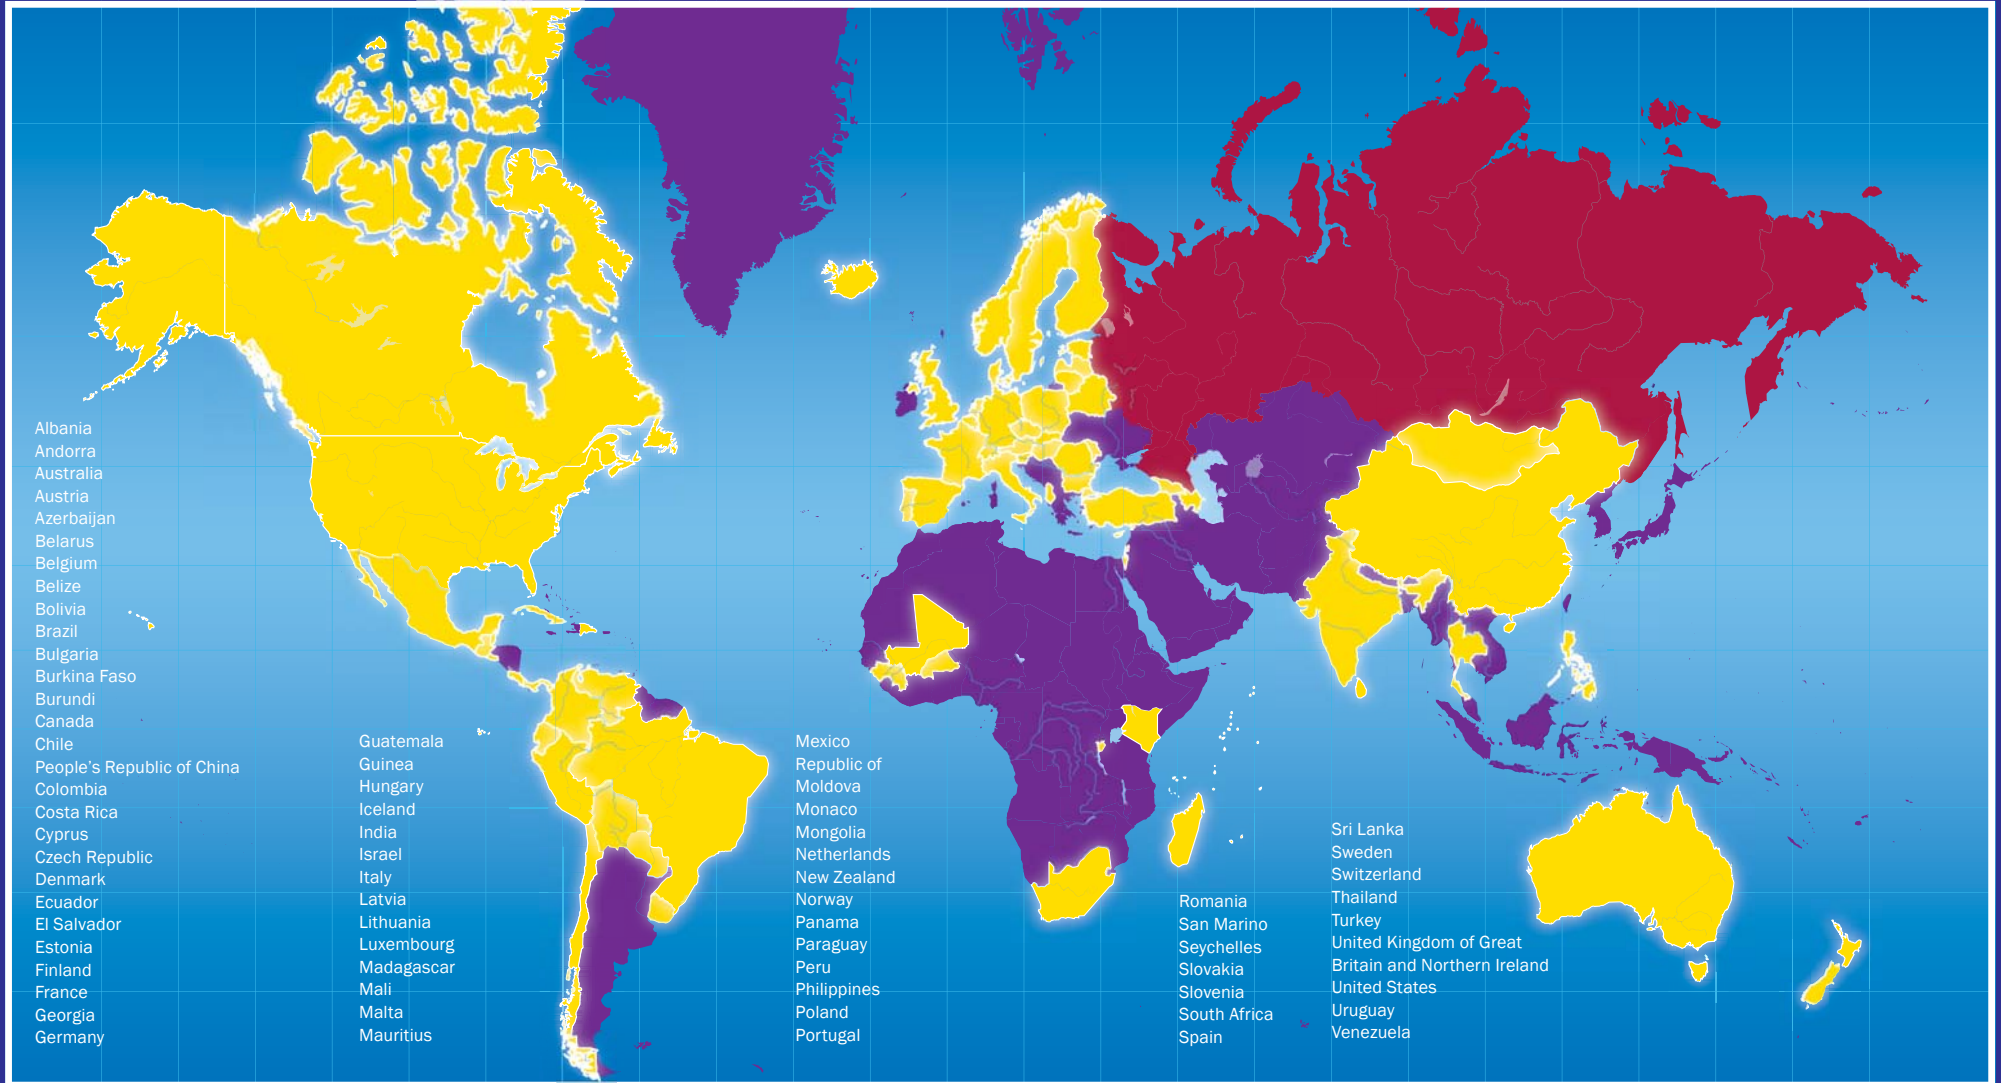 Albania
Andorra
Australia
Austria
Azerbaijan
Belarus
Belgium
Belize
Bolivia
Brazil
Bulgaria
Burkina Faso
Burundi
Canada
Chile
People’s Republic of China
Colombia
Costa Rica
Cyprus
Czech Republic
Denmark
Ecuador
El Salvador
Estonia
Finland
France
Georgia
Germany
Guatemala
Guinea
Hungary
Iceland
India
Israel
Italy
Latvia
Lithuania
Luxembourg
Madagascar
Mali
Malta
Mauritius
Mexico
Republic of
Moldova
Monaco
Mongolia
Netherlands
New Zealand
Norway
Panama
Paraguay
Peru
Philippines
Poland
Portugal
Romania
San Marino
Seychelles
Slovakia
Slovenia
South Africa
Spain
Sri Lanka
Sweden
Switzerland
Thailand
Turkey
United Kingdom of Great
Britain and Northern Ireland
United States
Uruguay
Venezuela